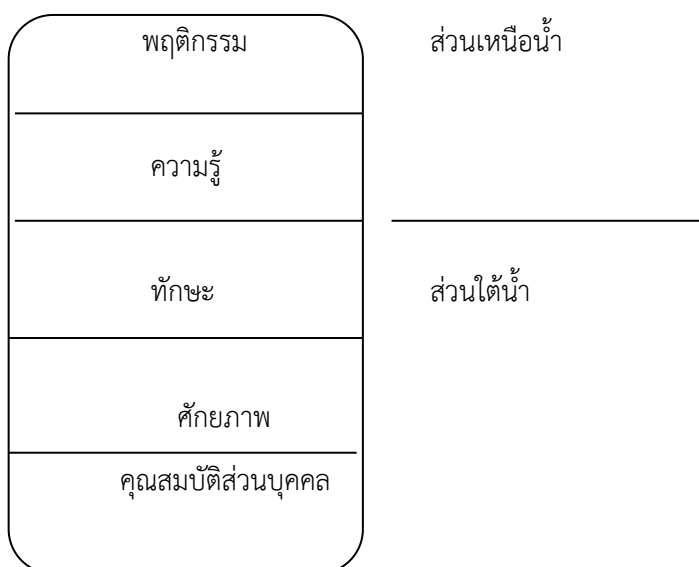 พฤติกรรม ส่วนเหนือน้ำ
ความรู้
ทักษะ ส่วนใต้น้ำ
ศักยภาพ
คุณสมบัติส่วนบุคคล